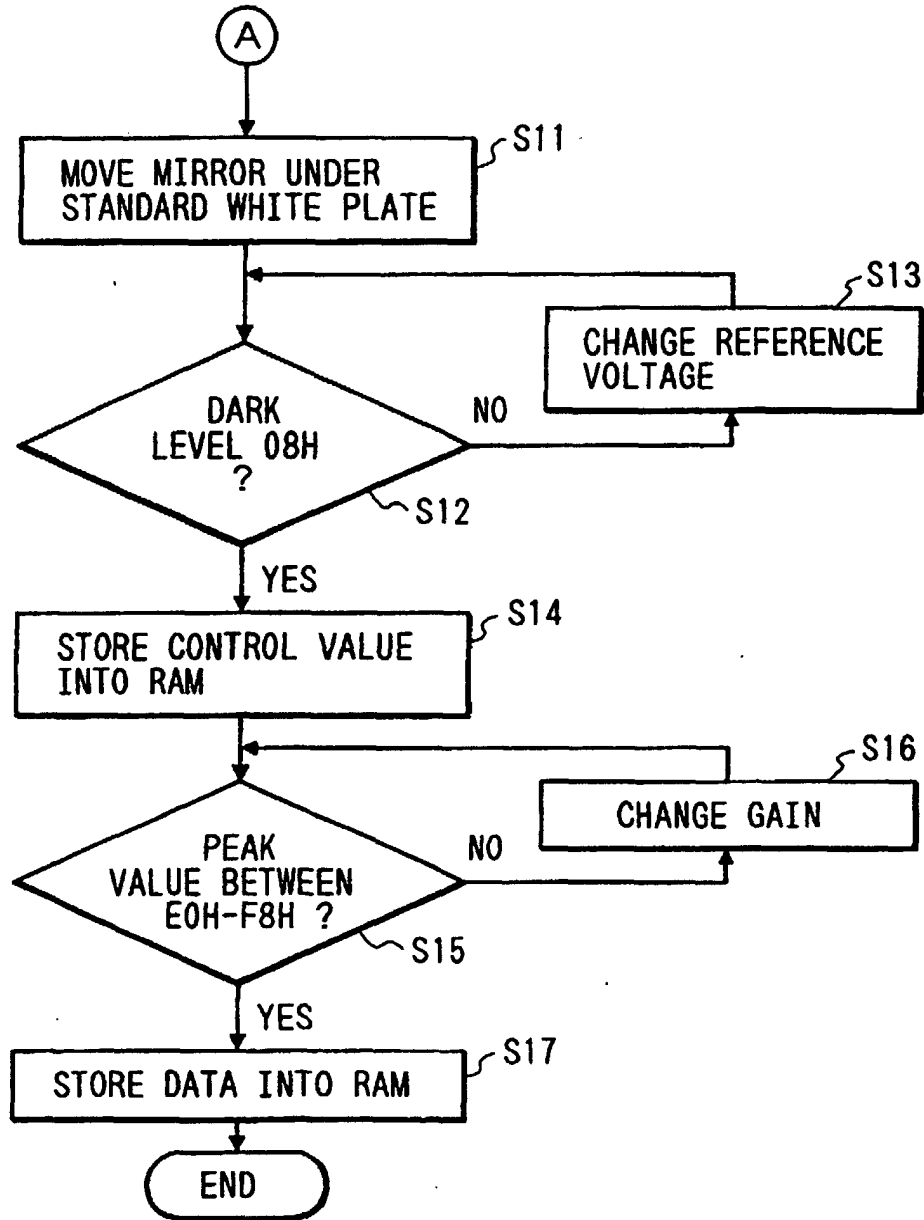 A
S11
MOVE MIRROR UNDER
STANDARD WHITE PLATE
S13
CHANGE REFERENCE
VOLTAGE
DARK
LEVEL 08H
?
NO
S12
YES
S14
STORE CONTROL VALUE
INTO RAM
S16
CHANGE GAIN
PEAK
VALUE BETWEEN
E0H-F8H ?
NO
S15
YES
S17
STORE DATA INTO RAM
END